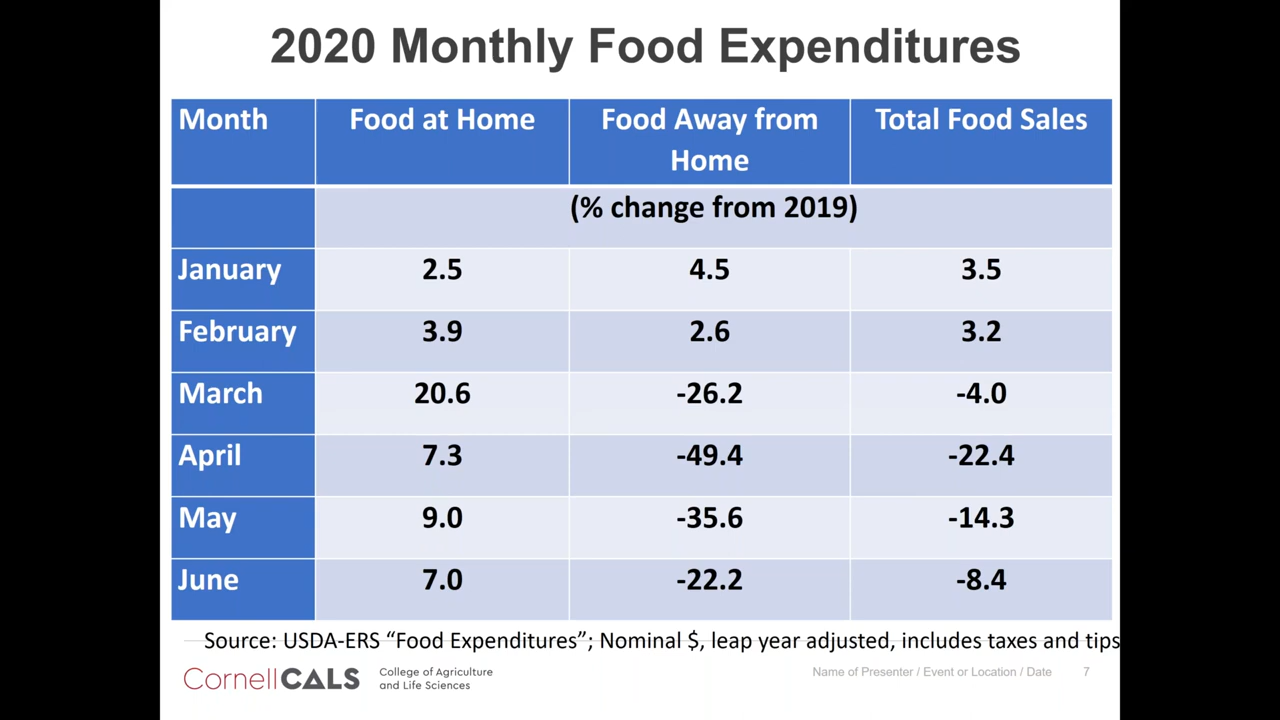 2020 Monthly Food Expenditures
Month Food at Home Food Away from Home Total Food Sales
(% change from 2019)
January 2.5 4.5 3.5
February 3.9 2.6 3.2
March 20.6 -26.2 -4.0
April 7.3 -49.4 -22.4
May 9.0 -35.6 -14.3
June 7.0 -22.2 -8.4
Source: USDA-ERS “Food Expenditures”; Nominal $, leap year adjusted, includes taxes and tips
CornellCALS College of Agriculture
and Life Sciences
Name of Presenter / Event or Location / Date 7